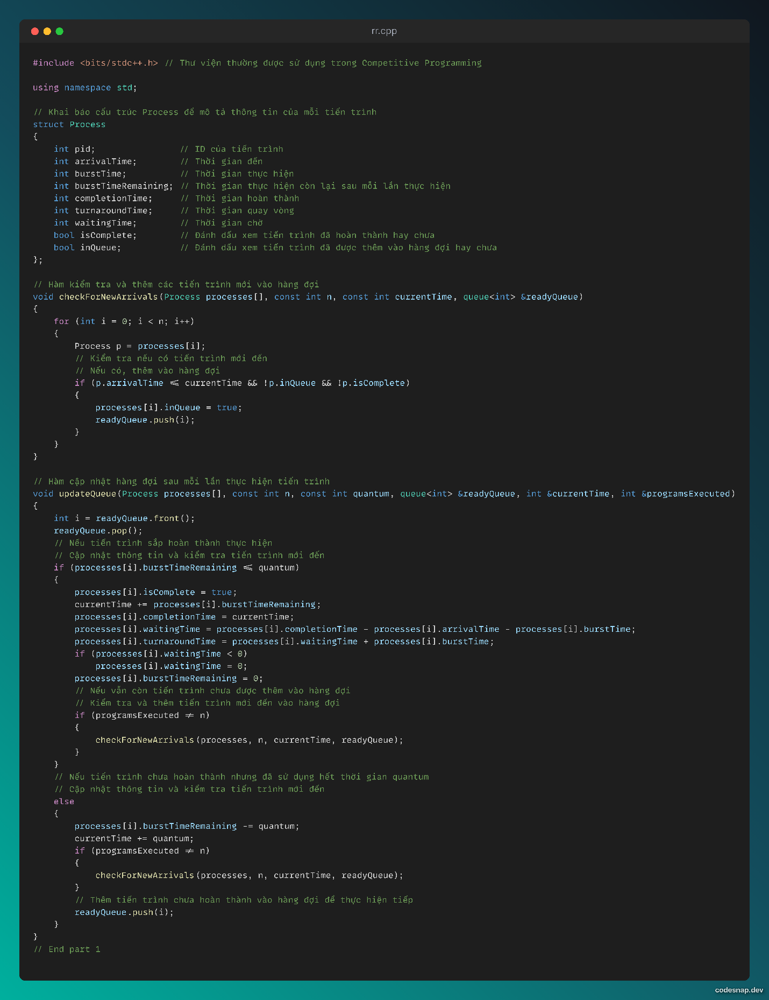 rr.cpp
#include <bits/stdc++.h> // Thư viện thường được sử dụng trong Competitive Programming
using namespace std;
// Khai báo cấu trúc Process để mô tả thông tin của mỗi tiến trình
struct Process
{
    int pid;                // ID của tiến trình
    int arrivalTime;        // Thời gian đến
    int burstTime;          // Thời gian thực hiện
    int burstTimeRemaining; // Thời gian thực hiện còn lại sau mỗi lần thực hiện
    int completionTime;     // Thời gian hoàn thành
    int turnaroundTime;     // Thời gian quay vòng
    int waitingTime;        // Thời gian chờ
    bool isComplete;        // Đánh dấu xem tiến trình đã hoàn thành hay chưa
    bool inQueue;           // Đánh dấu xem tiến trình đã được thêm vào hàng đợi hay chưa
};
// Hàm kiểm tra và thêm các tiến trình mới vào hàng đợi
void checkForNewArrivals(Process processes[], const int n, const int currentTime, queue<int> &readyQueue)
{
    for (int i = 0; i < n; i++)
    {
        Process p = processes[i];
        // Kiểm tra nếu có tiến trình mới đến
        // Nếu có, thêm vào hàng đợi
        if (p.arrivalTime <= currentTime && !p.inQueue && !p.isComplete)
        {
            processes[i].inQueue = true;
            readyQueue.push(i);
        }
    }
}
// Hàm cập nhật hàng đợi sau mỗi lần thực hiện tiến trình
void updateQueue(Process processes[], const int n, const int quantum, queue<int> &readyQueue, int &currentTime, int &programsExecuted)
{
    int i = readyQueue.front();
    readyQueue.pop();
    // Nếu tiến trình sắp hoàn thành thực hiện
    // Cập nhật thông tin và kiểm tra tiến trình mới đến
    if (processes[i].burstTimeRemaining <= quantum)
    {
        processes[i].isComplete = true;
        currentTime += processes[i].burstTimeRemaining;
        processes[i].completionTime = currentTime;
        processes[i].waitingTime = processes[i].completionTime - processes[i].arrivalTime - processes[i].burstTime;
        processes[i].turnaroundTime = processes[i].waitingTime + processes[i].burstTime;
        if (processes[i].waitingTime < 0)
            processes[i].waitingTime = 0;
        processes[i].burstTimeRemaining = 0;
        // Nếu vẫn còn tiến trình chưa được thêm vào hàng đợi
        // Kiểm tra và thêm tiến trình mới đến vào hàng đợi
        if (programsExecuted != n)
        {
            checkForNewArrivals(processes, n, currentTime, readyQueue);
        }
    }
    // Nếu tiến trình chưa hoàn thành nhưng đã sử dụng hết thời gian quantum
    // Cập nhật thông tin và kiểm tra tiến trình mới đến
    else
    {
        processes[i].burstTimeRemaining -= quantum;
        currentTime += quantum;
        if (programsExecuted != n)
        {
            checkForNewArrivals(processes, n, currentTime, readyQueue);
        }
        // Thêm tiến trình chưa hoàn thành vào hàng đợi để thực hiện tiếp
        readyQueue.push(i);
    }
}
// End part 1
codesnap.dev